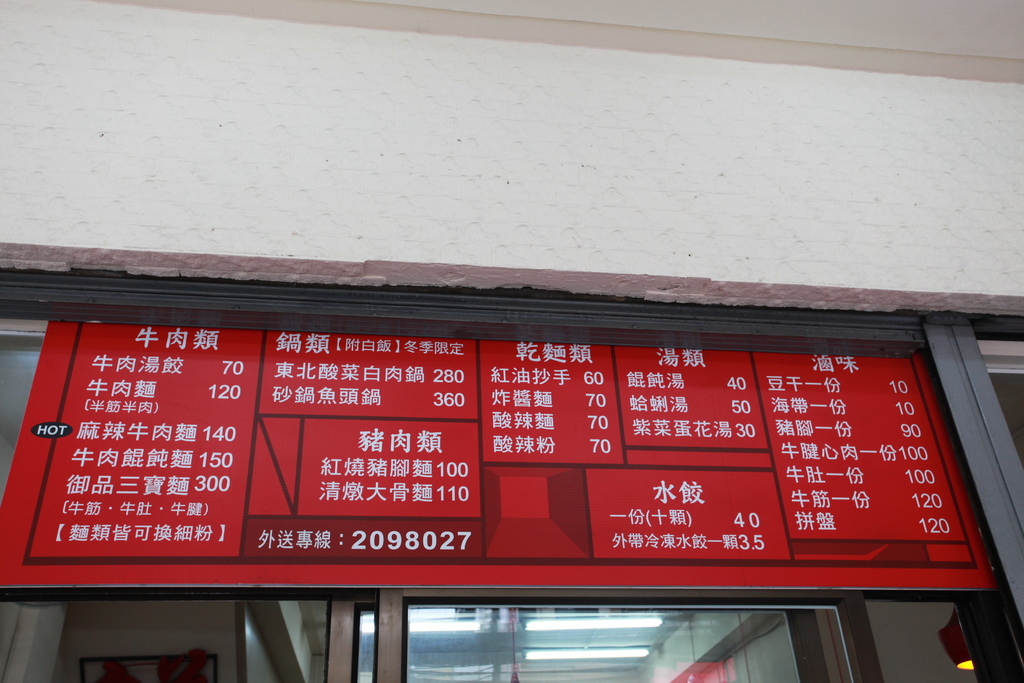 牛肉類
牛肉湯餃 70
牛肉麵 120
(半筋半肉)
HOT 麻辣牛肉麵 140
牛肉餛飩麵 150
御品三寶麵 300
(牛筋·牛肚·牛腱)
【麵類皆可換細粉】
鍋類【附白飯】冬季限定
東北酸菜白肉鍋 280
砂鍋魚頭鍋 360
豬肉類
紅燒豬腳麵 100
清燉大骨麵 110
外送專線：2098027
乾麵類
紅油抄手 60
炸醬麵 70
酸辣麵 70
酸辣粉 70
湯類
餛飩湯 40
蛤蜊湯 50
紫菜蛋花湯 30
水餃
一份(十顆) 40
外帶冷凍水餃一顆3.5
滷味
豆干一份 10
海帶一份 10
豬腳一份 90
牛腱心肉一份 100
牛肚一份 100
牛筋一份 120
拼盤 120